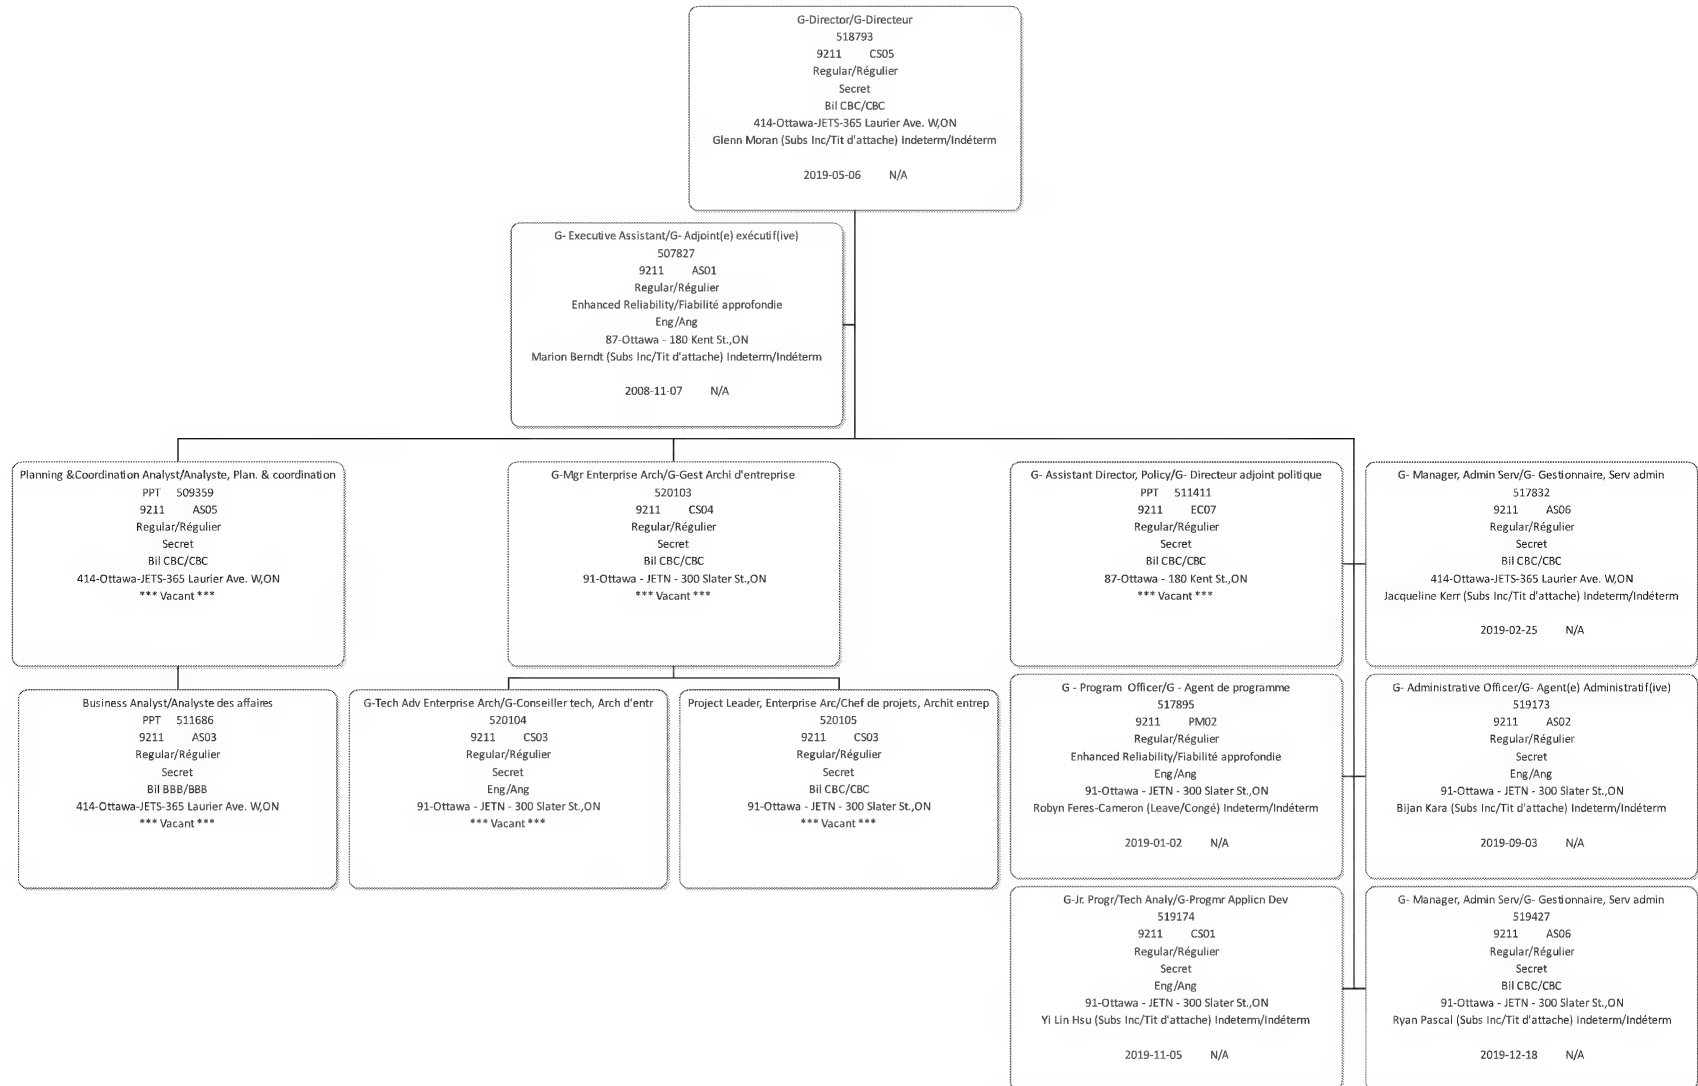 G-Director/G-Directeur
518793
9211 CS05
Regular/Régulier
Secret
Bil CBC/CBC
414-Ottawa-JETS-365 Laurier Ave. W,ON
Glenn Moran (Subs Inc/Tit d'attache) Indeterm/Indéterm
2019-05-06 N/A
G- Executive Assistant/G- Adjoint(e) exécutif(ive)
507827
9211 AS01
Regular/Régulier
Enhanced Reliability/Fiabilité approfondie
Eng/Ang
87-Ottawa - 180 Kent St.,ON
Marion Berndt (Subs Inc/Tit d'attache) Indeterm/Indéterm
2008-11-07 N/A
Planning &Coordination Analyst/Analyste, Plan. & coordination
PPT 509359
9211 AS05
Regular/Régulier
Secret
Bil CBC/CBC
414-Ottawa-JETS-365 Laurier Ave. W,ON
*** Vacant ***
G-Mgr Enterprise Arch/G-Gest Archi d'entreprise
520103
9211 CS04
Regular/Régulier
Secret
Bil CBC/CBC
91-Ottawa - JETN - 300 Slater St.,ON
*** Vacant ***
G- Assistant Director, Policy/G- Directeur adjoint politique
PPT 511411
9211 EC07
Regular/Régulier
Secret
Bil CBC/CBC
87-Ottawa - 180 Kent St.,ON
*** Vacant ***
G- Manager, Admin Serv/G- Gestionnaire, Serv admin
517832
9211 AS06
Regular/Régulier
Secret
Bil CBC/CBC
414-Ottawa-JETS-365 Laurier Ave. W,ON
Jacqueline Kerr (Subs Inc/Tit d'attache) Indeterm/Indéterm
2019-02-25 N/A
Business Analyst/Analyste des affaires
PPT 511686
9211 AS03
Regular/Régulier
Secret
Bil BBB/BBB
414-Ottawa-JETS-365 Laurier Ave. W,ON
*** Vacant ***
G-Tech Adv Enterprise Arch/G-Conseiller tech, Arch d'entr
520104
9211 CS03
Regular/Régulier
Secret
Eng/Ang
91-Ottawa - JETN - 300 Slater St.,ON
*** Vacant ***
Project Leader, Enterprise Arc/Chef de projets, Archit entrep
520105
9211 CS03
Regular/Régulier
Secret
Bil CBC/CBC
91-Ottawa - JETN - 300 Slater St.,ON
*** Vacant ***
G - Program Officer/G - Agent de programme
517895
9211 PM02
Regular/Régulier
Enhanced Reliability/Fiabilité approfondie
Eng/Ang
91-Ottawa - JETN - 300 Slater St.,ON
Robyn Feres-Cameron (Leave/Congé) Indeterm/Indéterm
2019-01-02 N/A
G- Administrative Officer/G- Agent(e) Administratif(ive)
519173
9211 AS02
Regular/Régulier
Secret
Eng/Ang
91-Ottawa - JETN - 300 Slater St.,ON
Bijan Kara (Subs Inc/Tit d'attache) Indeterm/Indéterm
2019-09-03 N/A
G-Jr. Progr/Tech Analy/G-Progmr Applicn Dev
519174
9211 CS01
Regular/Régulier
Secret
Eng/Ang
91-Ottawa - JETN - 300 Slater St.,ON
Yi Lin Hsu (Subs Inc/Tit d'attache) Indeterm/Indéterm
2019-11-05 N/A
G- Manager, Admin Serv/G- Gestionnaire, Serv admin
519427
9211 AS06
Regular/Régulier
Secret
Bil CBC/CBC
91-Ottawa - JETN - 300 Slater St.,ON
Ryan Pascal (Subs Inc/Tit d'attache) Indeterm/Indéterm
2019-12-18 N/A